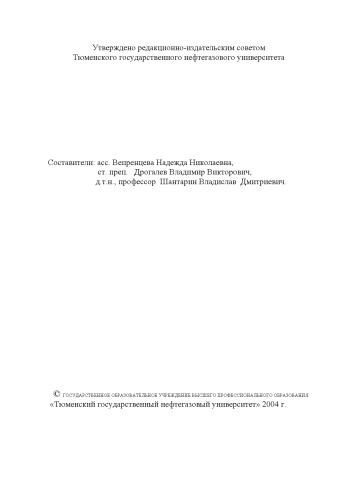 Утверждено редакционно-издательским советом
Тюменского государственного нефтегазового университета
Составители: асс. Вепренцева Надежда Николаевна,
ст. преп. Дрогалев Владимир Викторович,
д.т.н., профессор Шантарин Владислав Дмитриевич.
© ГОСУДАРСТВЕННОЕ ОБРАЗОВАТЕЛЬНОЕ УЧРЕЖДЕНИЕ ВЫСШЕГО ПРОФЕССИОНАЛЬНОГО ОБРАЗОВАНИЯ
«Тюменский государственный нефтегазовый университет» 2004 г.